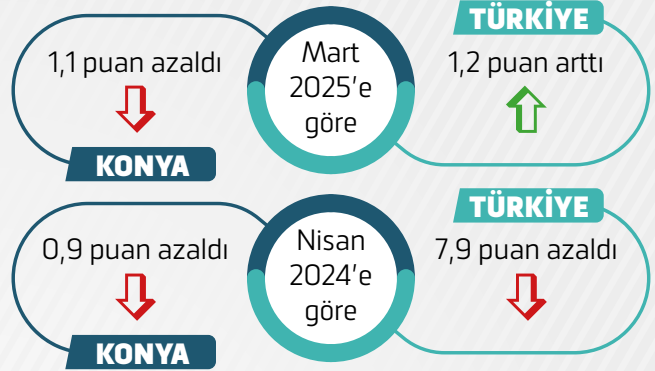 TÜRKİYE
1,1 puan azaldı
Mart
2025'e
göre
1,2 puan arttı
KONYA
TÜRKİYE
0,9 puan azaldı
Nisan
2024'e
göre
7,9 puan azaldı
KONYA